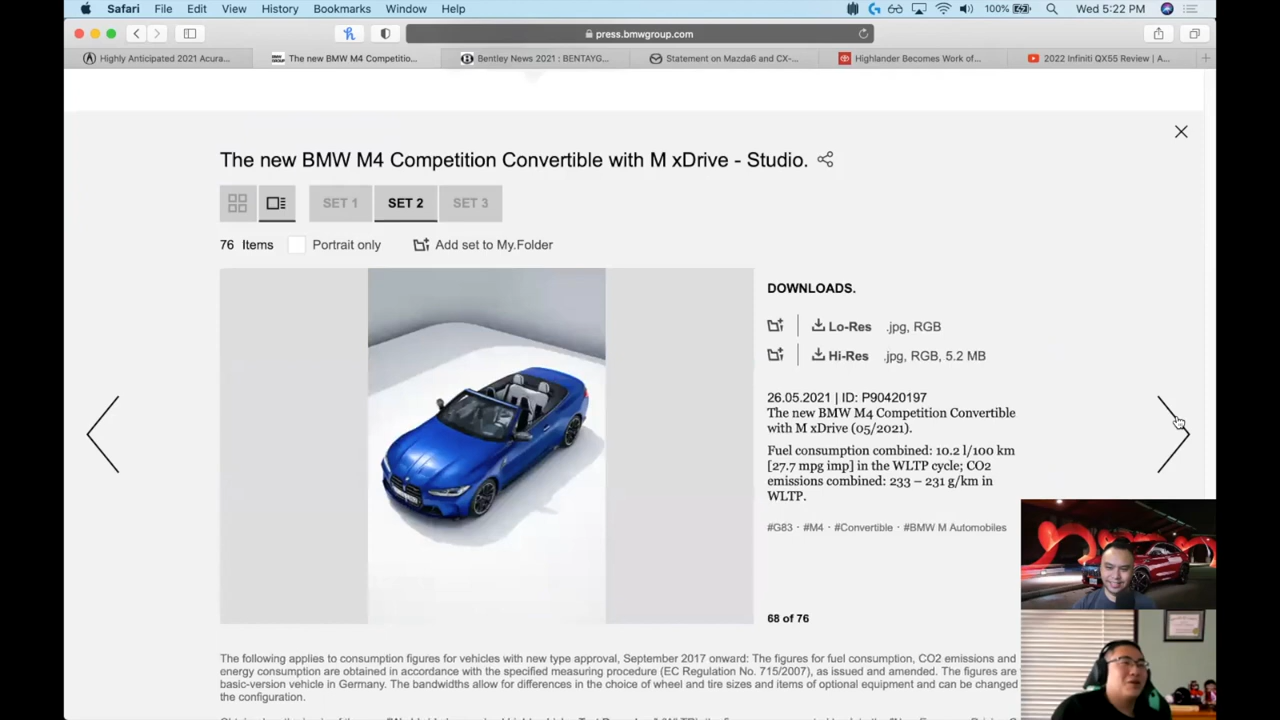 Safari File Edit View History Bookmarks Window Help 100% Wed 5:22 PM
press.bmwgroup.com
Highly Anticipated 2021 Acura...
The new BMW M4 Competitio...
Bentley News 2021 : BENTAYG...
Statement on Mazda6 and CX-...
Highlander Becomes Work of...
2022 Infiniti QX55 Review | A...
The new BMW M4 Competition Convertible with M xDrive - Studio.
SET 1 SET 2 SET 3
76 Items Portrait only Add set to My.Folder
DOWNLOADS.
Lo-Res .jpg, RGB
Hi-Res .jpg, RGB, 5.2 MB
26.05.2021 | ID: P90420197
The new BMW M4 Competition Convertible
with M xDrive (05/2021).
Fuel consumption combined: 10.2 l/100 km
[27.7 mpg imp] in the WLTP cycle; CO2
emissions combined: 233 – 231 g/km in
WLTP.
#G83 · #M4 · #Convertible · #BMW M Automobiles
68 of 76
The following applies to consumption figures for vehicles with new type approval, September 2017 onward: The figures for fuel consumption, CO2 emissions and
energy consumption are obtained in accordance with the specified measuring procedure (EC Regulation No. 715/2007), as issued and amended. The figures are
basic-version vehicle in Germany. The bandwidths allow for differences in the choice of wheel and tire sizes and items of optional equipment and can be changed
the configuration.